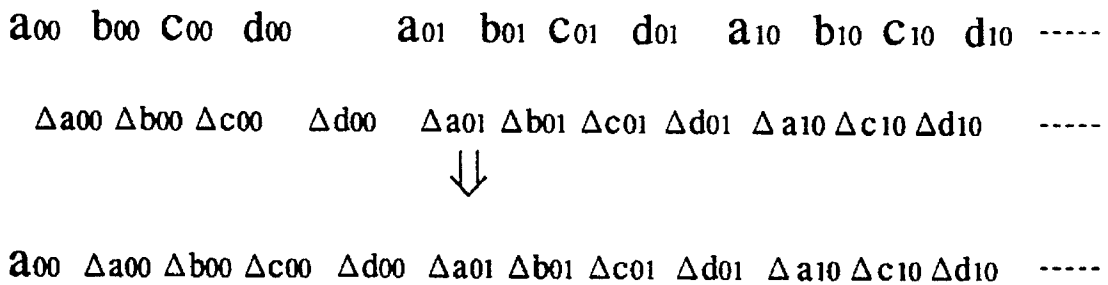 a00 b00 c00 d00 a01 b01 c01 d01 a10 b10 c10 d10 -----
Δa00 Δb00 Δc00 Δd00 Δa01 Δb01 Δc01 Δd01 Δa10 Δc10 Δd10 -----
⇓
a00 Δa00 Δb00 Δc00 Δd00 Δa01 Δb01 Δc01 Δd01 Δa10 Δc10 Δd10 -----